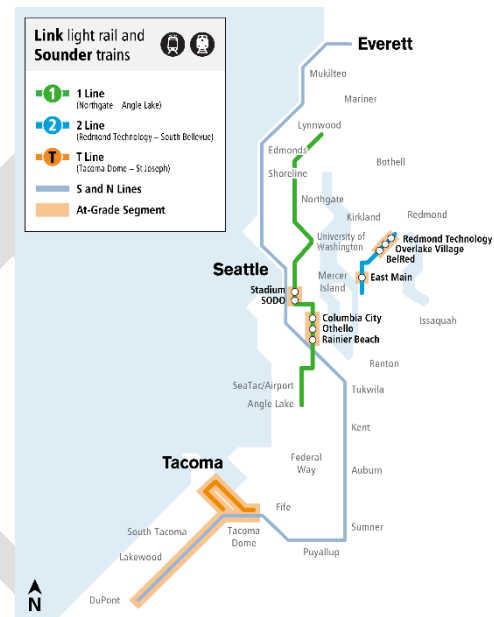 Link light rail and
Sounder trains
1
1 Line
(Northgate Angle Lake)
2
2 Line
(Redmond Technology – South Bellevue)
T
T Line
(Tacoma Dome – St Joseph)
S and N Lines
At-Grade Segment
Everett
Mukilteo
Mariner
Lynnwood
Edmonds
Bothell
Shoreline
Northgate
Kirkland
Redmond
University of
Washington
Redmond Technology
Overlake Village
BelRed
Seattle
Mercer
Island
East Main
Stadium
SODO
Columbia City
Othello
Rainier Beach
Issaquah
Renton
SeaTac/Airport
Tukwila
Angle Lake
Kent
Tacoma
Federal
Way
Auburn
Fife
South Tacoma
Tacoma
Dome
Sumner
Lakewood
Puyallup
DuPont
N